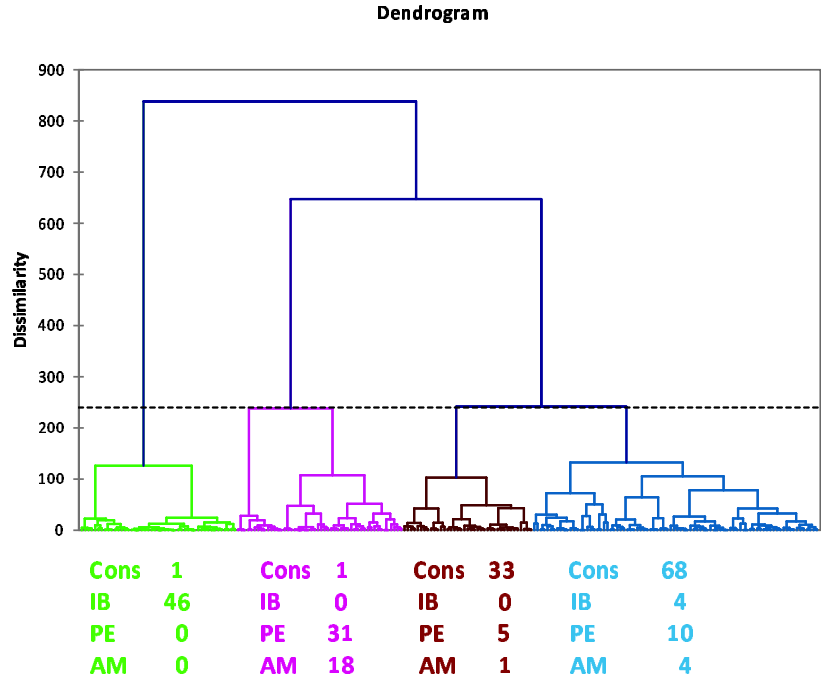 Dendrogram
900
800
700
600
500
400
300
200
100
0
Dissimilarity
Cons 1 Cons 1 Cons 33 Cons 68
IB 46 IB 0 IB 0 IB 4
PE 0 PE 31 PE 5 PE 10
AM 0 AM 18 AM 1 AM 4